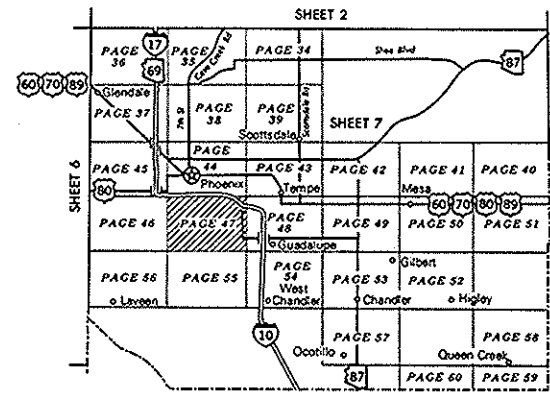 SHEET 2
PAGE 36
17
69
PAGE 35
Cave Creek Rd
PAGE 34
Shea Blvd
87
60 70 89
Glendale
PAGE 37
7th St
PAGE 38
PAGE 39
Scottsdale Rd
Scottsdale
SHEET 7
SHEET 6
PAGE 45
PAGE 44
Phoenix
PAGE 43
PAGE 42
PAGE 41
PAGE 40
80
Tempe
Mesa
60 70 80 89
PAGE 46
PAGE 47
PAGE 48
Guadalupe
PAGE 49
PAGE 50
PAGE 51
PAGE 56
Laveen
PAGE 55
PAGE 54
West Chandler
PAGE 53
Chandler
Gilbert
PAGE 52
Higley
10
PAGE 57
Ocotillo
87
PAGE 58
Queen Creek
PAGE 60
PAGE 59